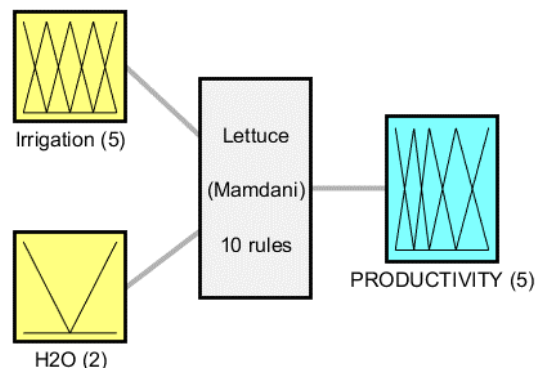 Irrigation (5)
Lettuce
(Mamdani)
10 rules
PRODUCTIVITY (5)
H2O (2)